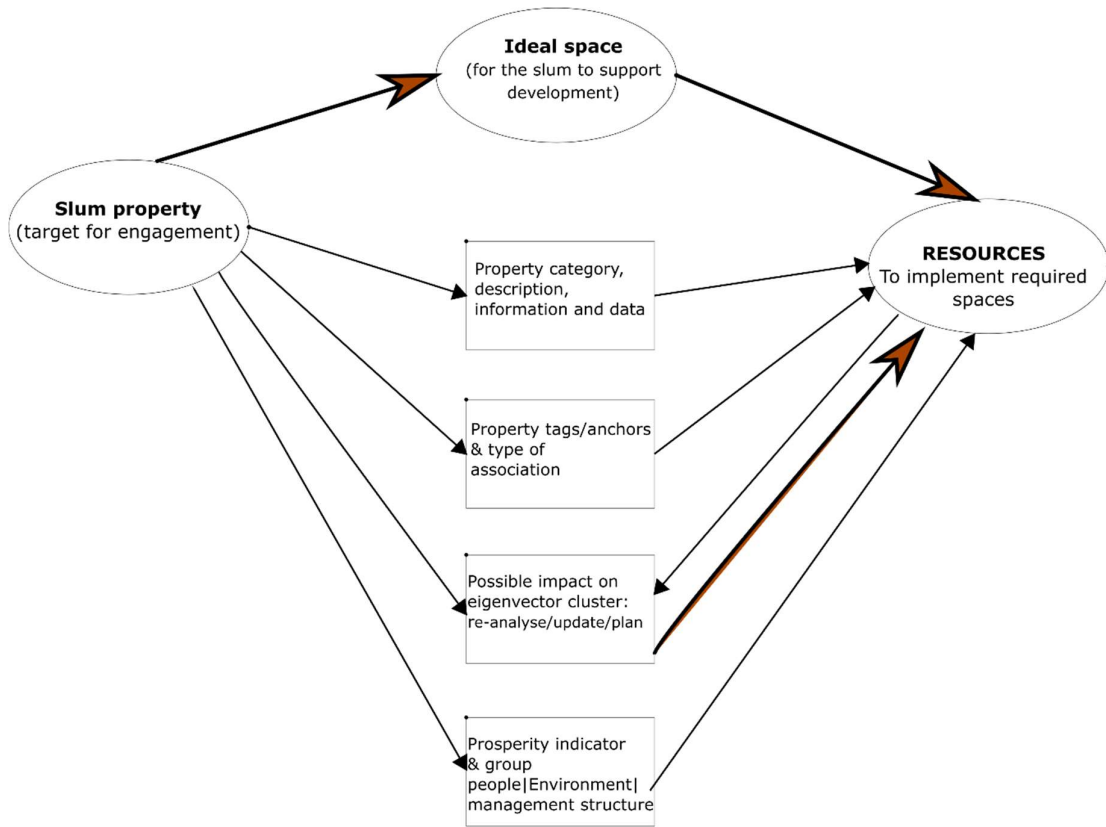 Ideal space
(for the slum to support
development)
Slum property
(target for engagement)
RESOURCES
To implement required
spaces
Property category,
description,
information and data
Property tags/anchors
& type of
association
Possible impact on
eigenvector cluster:
re-analyse/update/plan
Prosperity indicator
& group
people|Environment|
management structure